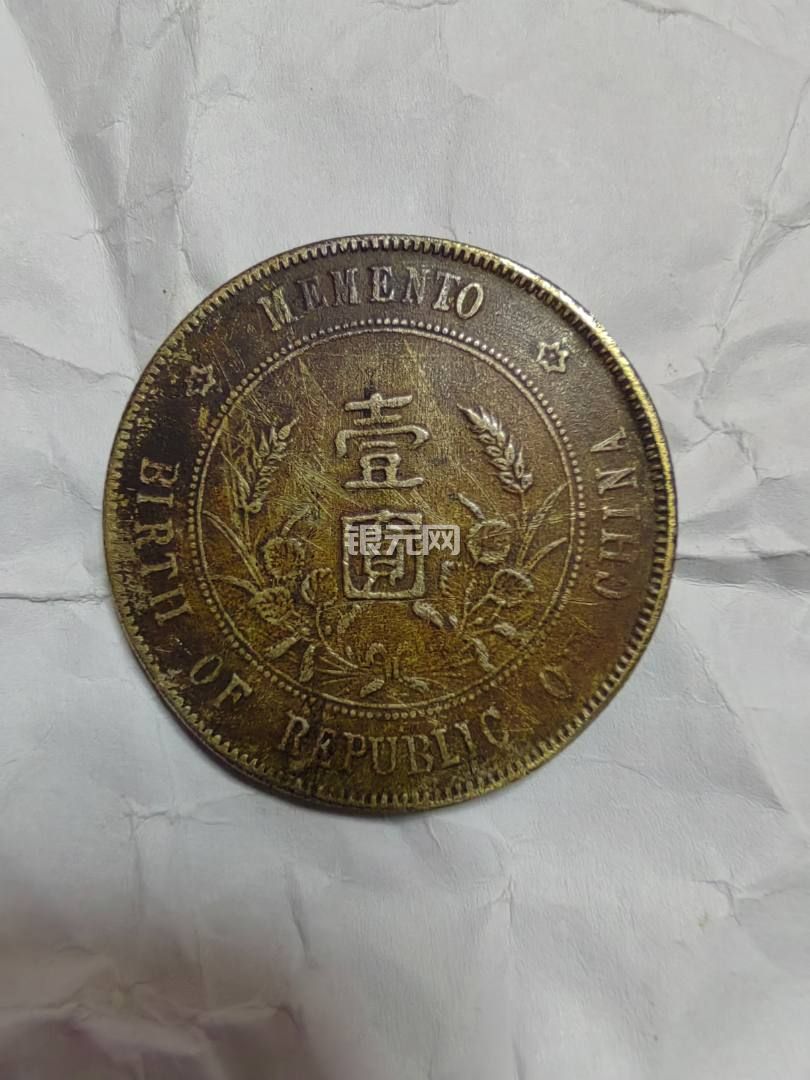 MEMENTO
壹
圓
银元网
BIRTH OF REPUBLIC O CHINA